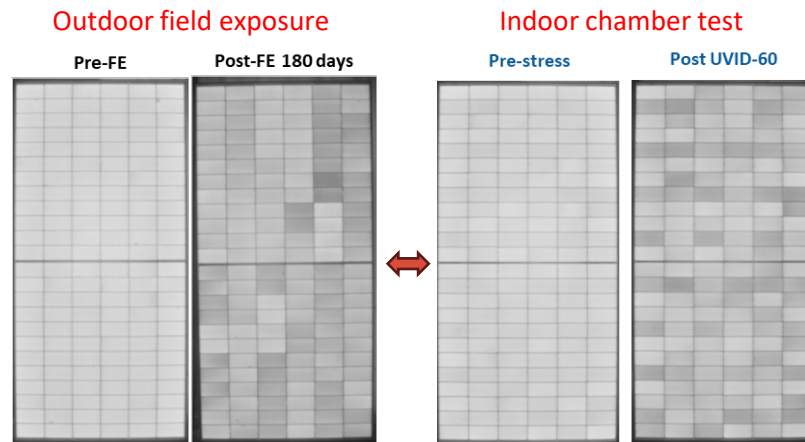 Outdoor field exposure
Indoor chamber test
Pre-FE
Post-FE 180 days
Pre-stress
Post UVID-60